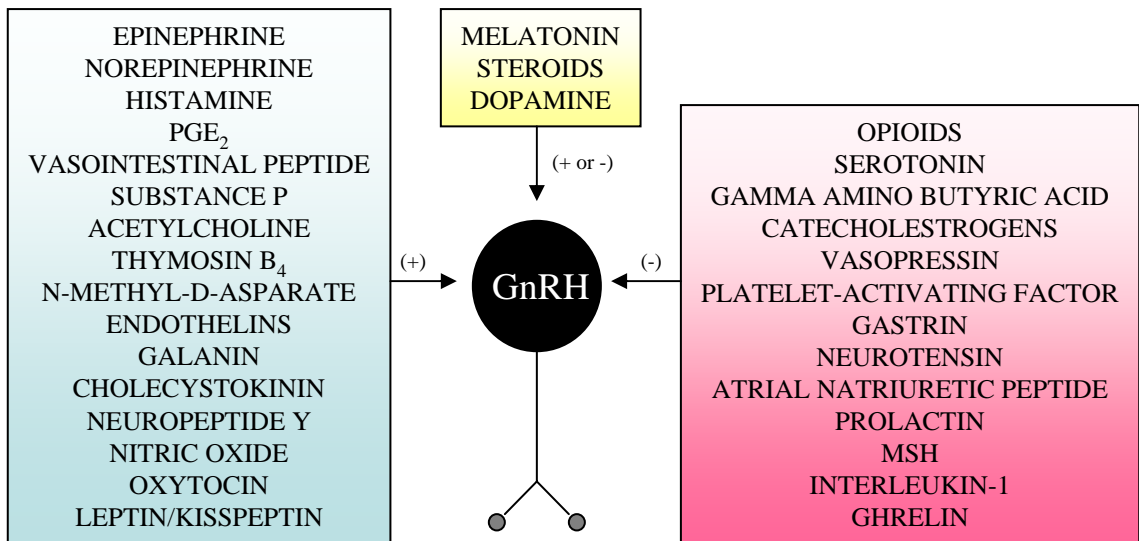 EPINEPHRINE
NOREPINEPHRINE
HISTAMINE
PGE₂
VASOINTESTINAL PEPTIDE
SUBSTANCE P
ACETYLCHOLINE
THYMOSIN B₄
N-METHYL-D-ASPARATE
ENDOTHELINS
GALANIN
CHOLECYSTOKININ
NEUROPEPTIDE Y
NITRIC OXIDE
OXYTOCIN
LEPTIN/KISSPEPTIN
(+)
MELATONIN
STEROIDS
DOPAMINE
(+ or -)
GnRH
(-)
OPIOIDS
SEROTONIN
GAMMA AMINO BUTYRIC ACID
CATECHOLESTROGENS
VASOPRESSIN
PLATELET-ACTIVATING FACTOR
GASTRIN
NEUROTENSIN
ATRIAL NATRIURETIC PEPTIDE
PROLACTIN
MSH
INTERLEUKIN-1
GHRELIN